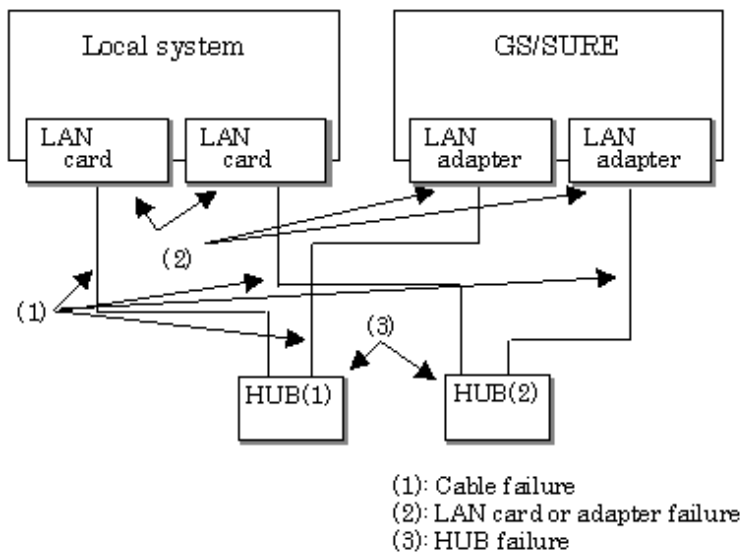 Local system
GS/SURE
LAN
card
LAN
card
LAN
adapter
LAN
adapter
(2)
(1)
(3)
HUB(1)
HUB(2)
(1): Cable failure
(2): LAN card or adapter failure
(3): HUB failure